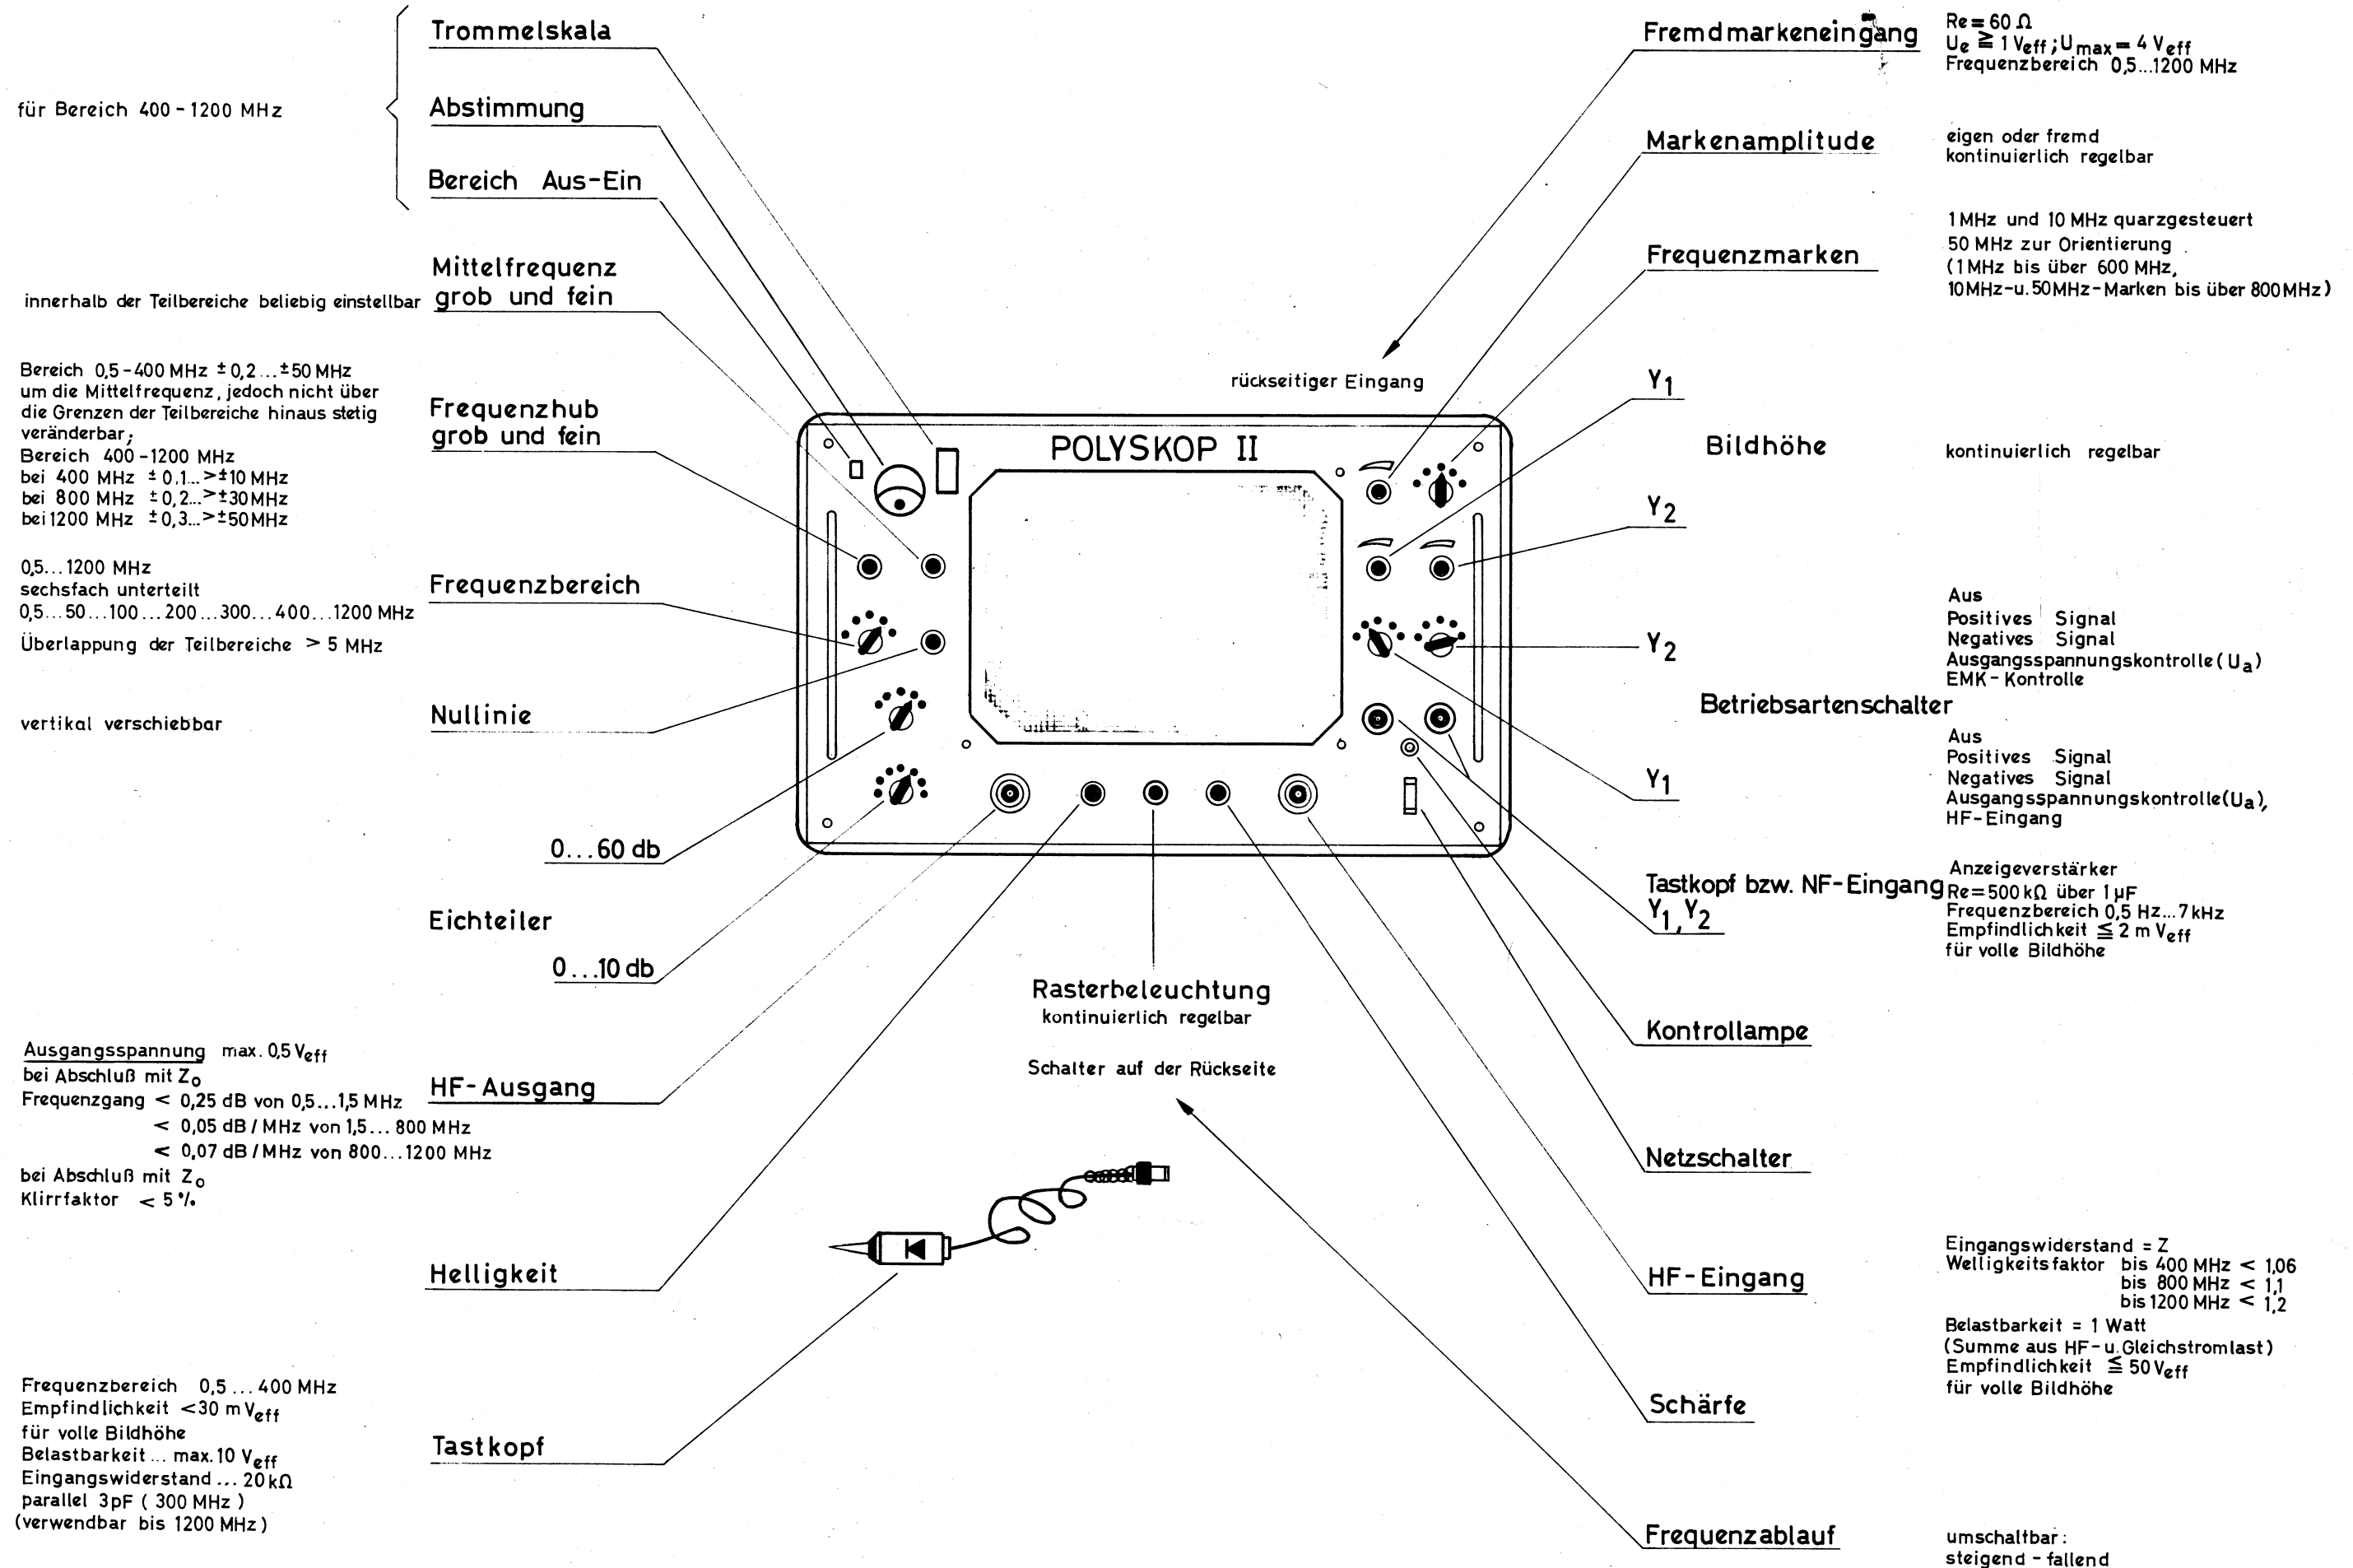 Trommelskala
für Bereich 400-1200 MHz
Abstimmung
Bereich Aus-Ein
Mittelfrequenz
grob und fein
innerhalb der Teilbereiche beliebig einstellbar
Bereich 0,5-400 MHz ±0,2...±50 MHz
um die Mittelfrequenz, jedoch nicht über
die Grenzen der Teilbereiche hinaus stetig
veränderbar;
Bereich 400-1200 MHz
bei 400 MHz ±0,1...>±10 MHz
bei 800 MHz ±0,2...>±30 MHz
bei 1200 MHz ±0,3...>±50 MHz
Frequenzhub
grob und fein
0,5...1200 MHz
sechsfach unterteilt
0,5...50...100...200...300...400...1200 MHz
Überlappung der Teilbereiche > 5 MHz
Frequenzbereich
vertikal verschiebbar
Nullinie
0...60 db
Eichteiler
0...10 db
Ausgangsspannung max. 0,5 Veff
bei Abschluß mit Zo
Frequenzgang < 0,25 dB von 0,5...1,5 MHz
< 0,05 dB/MHz von 1,5...800 MHz
< 0,07 dB/MHz von 800...1200 MHz
bei Abschluß mit Zo
Klirrfaktor < 5 %
HF-Ausgang
Helligkeit
Frequenzbereich 0,5...400 MHz
Empfindlichkeit <30 m Veff
für volle Bildhöhe
Belastbarkeit... max. 10 Veff
Eingangswiderstand... 20 kΩ
parallel 3pF (300 MHz)
(verwendbar bis 1200 MHz)
Tastkopf
POLYSKOP II
rückseitiger Eingang
Rasterbeleuchtung
kontinuierlich regelbar
Schalter auf der Rückseite
Fremdmarkeneingang
Re = 60 Ω
Ue ≧ 1 Veff; Umax = 4 Veff
Frequenzbereich 0,5...1200 MHz
Markenamplitude
eigen oder fremd
kontinuierlich regelbar
Frequenzmarken
1 MHz und 10 MHz quarzgesteuert
50 MHz zur Orientierung
(1 MHz bis über 600 MHz,
10MHz-u. 50MHz-Marken bis über 800 MHz)
Y1
Bildhöhe
kontinuierlich regelbar
Y2
Y2
Aus
Positives Signal
Negatives Signal
Ausgangsspannungskontrolle (Ua)
EMK-Kontrolle
Betriebsartenschalter
Y1
Aus
Positives Signal
Negatives Signal
Ausgangsspannungskontrolle (Ua),
HF-Eingang
Tastkopf bzw. NF-Eingang
Y1, Y2
Anzeigeverstärker
Re = 500 kΩ über 1 µF
Frequenzbereich 0,5 Hz...7 kHz
Empfindlichkeit ≦ 2 m Veff
für volle Bildhöhe
Kontrollampe
Netzschalter
HF-Eingang
Eingangswiderstand = Z
Welligkeitsfaktor bis 400 MHz < 1,06
bis 800 MHz < 1,1
bis 1200 MHz < 1,2
Belastbarkeit = 1 Watt
(Summe aus HF-u. Gleichstromlast)
Empfindlichkeit ≦ 50 Veff
für volle Bildhöhe
Schärfe
Frequenzablauf
umschaltbar:
steigend - fallend